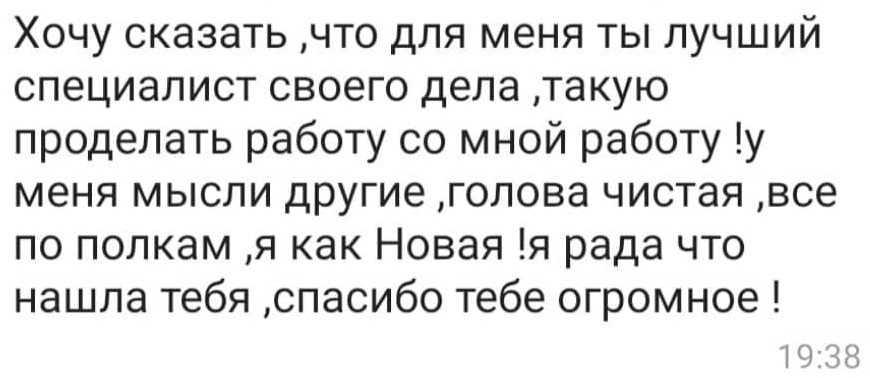 Хочу сказать ,что для меня ты лучший
специалист своего дела ,такую
проделать работу со мной работу !у
меня мысли другие ,голова чистая ,все
по полкам ,я как Новая !я рада что
нашла тебя ,спасибо тебе огромное !
19:38